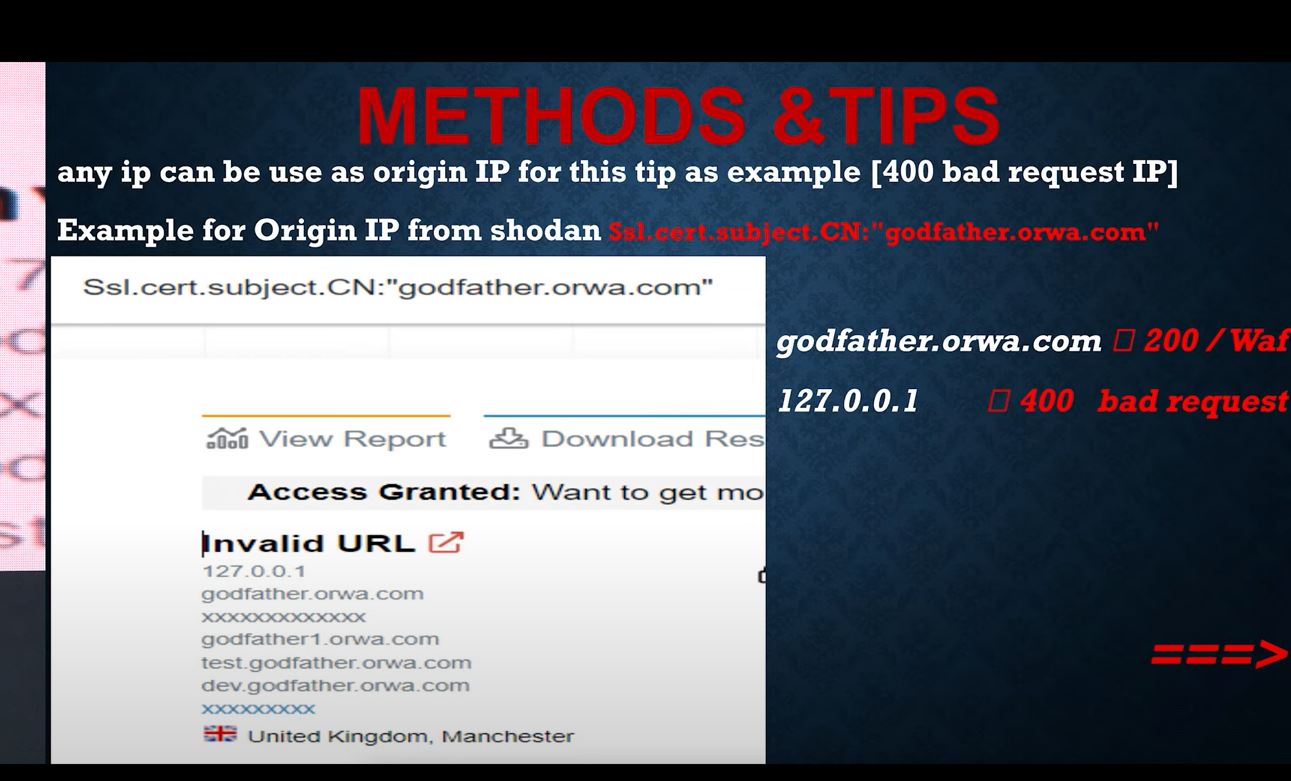 METHODS &TIPS
any ip can be use as origin IP for this tip as example [400 bad request IP]
Example for Origin IP from shodan Ssl.cert.subject.CN:"godfather.orwa.com"
Ssl.cert.subject.CN:"godfather.orwa.com"
godfather.orwa.com 200 / Waf
127.0.0.1 400 bad request
View Report Download Res
Access Granted: Want to get mo
Invalid URL
127.0.0.1
godfather.orwa.com
xxxxxxxxxxxxx
godfather1.orwa.com
test.godfather.orwa.com
dev.godfather.orwa.com
xxxxxxxxx
United Kingdom, Manchester
===>